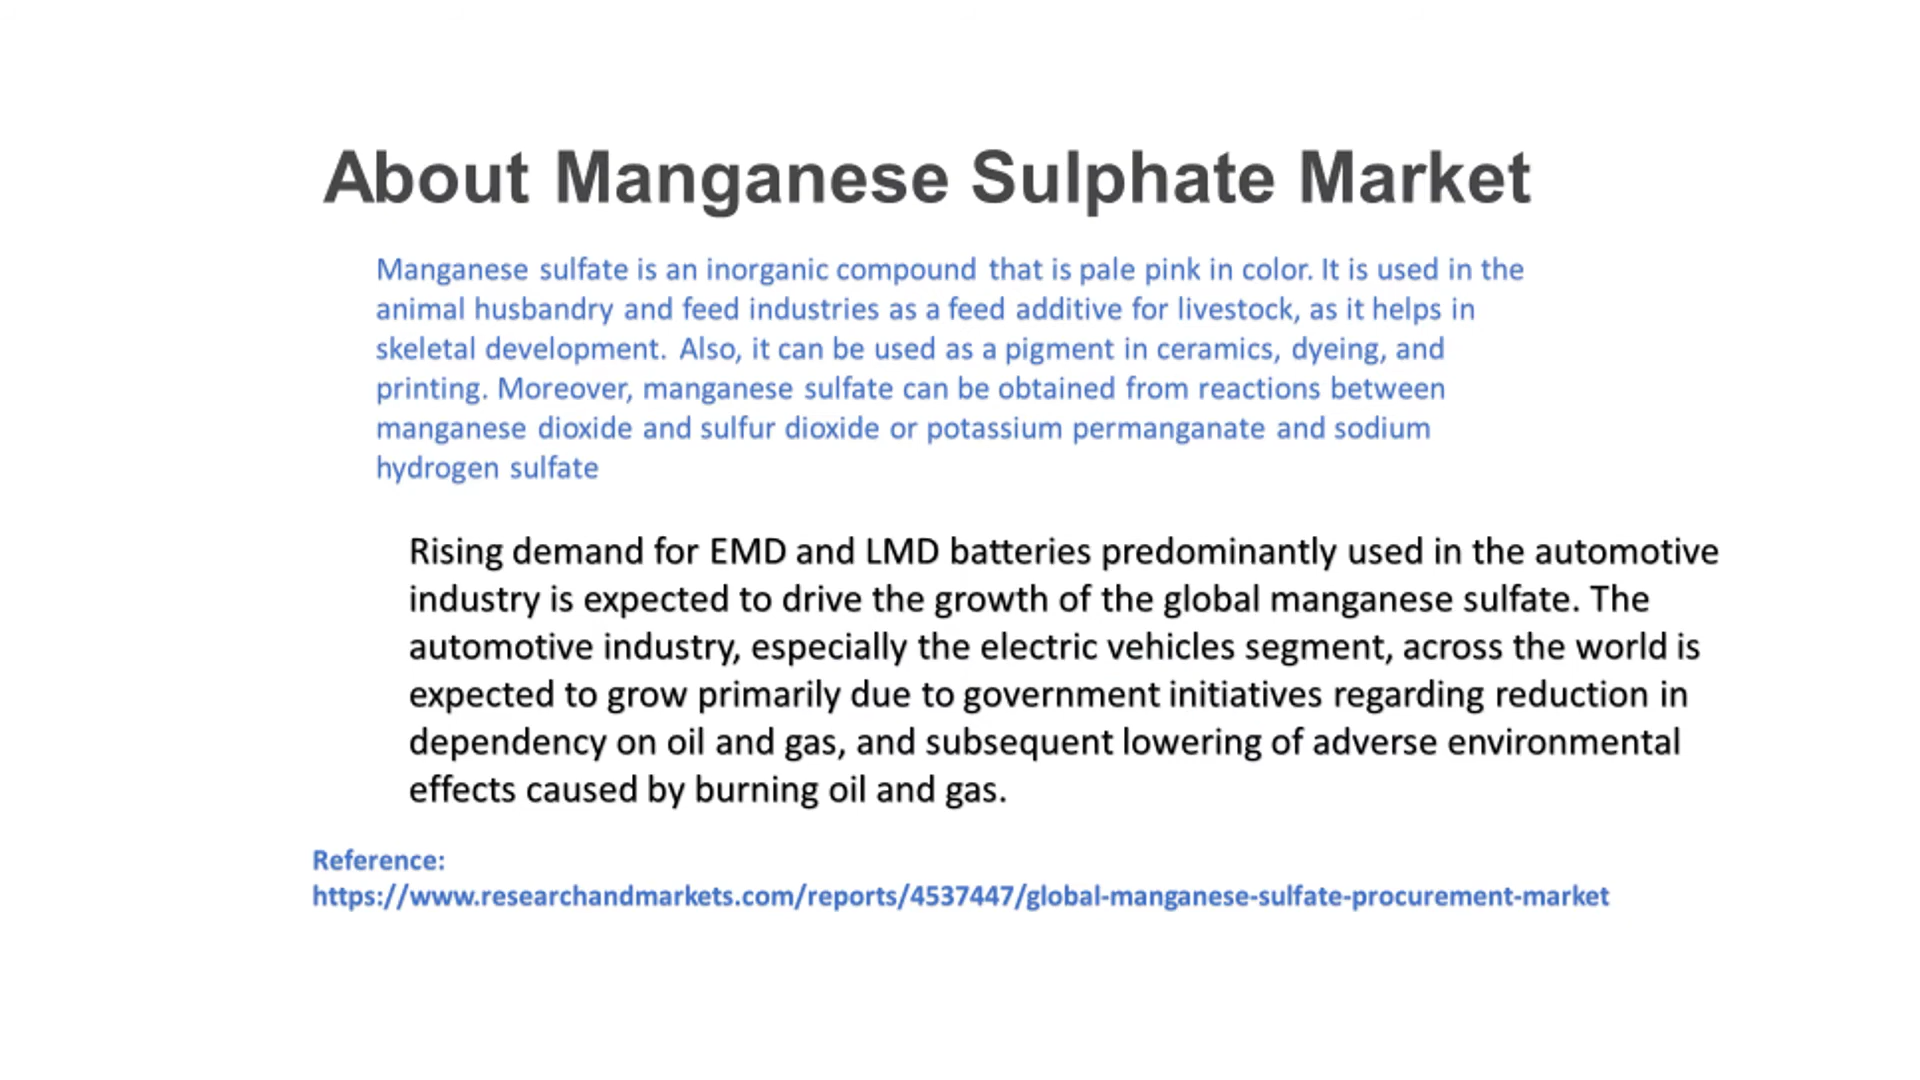 About Manganese Sulphate Market
Manganese sulfate is an inorganic compound that is pale pink in color. It is used in the
animal husbandry and feed industries as a feed additive for livestock, as it helps in
skeletal development. Also, it can be used as a pigment in ceramics, dyeing, and
printing. Moreover, manganese sulfate can be obtained from reactions between
manganese dioxide and sulfur dioxide or potassium permanganate and sodium
hydrogen sulfate
Rising demand for EMD and LMD batteries predominantly used in the automotive
industry is expected to drive the growth of the global manganese sulfate. The
automotive industry, especially the electric vehicles segment, across the world is
expected to grow primarily due to government initiatives regarding reduction in
dependency on oil and gas, and subsequent lowering of adverse environmental
effects caused by burning oil and gas.
Reference:
https://www.researchandmarkets.com/reports/4537447/global-manganese-sulfate-procurement-market